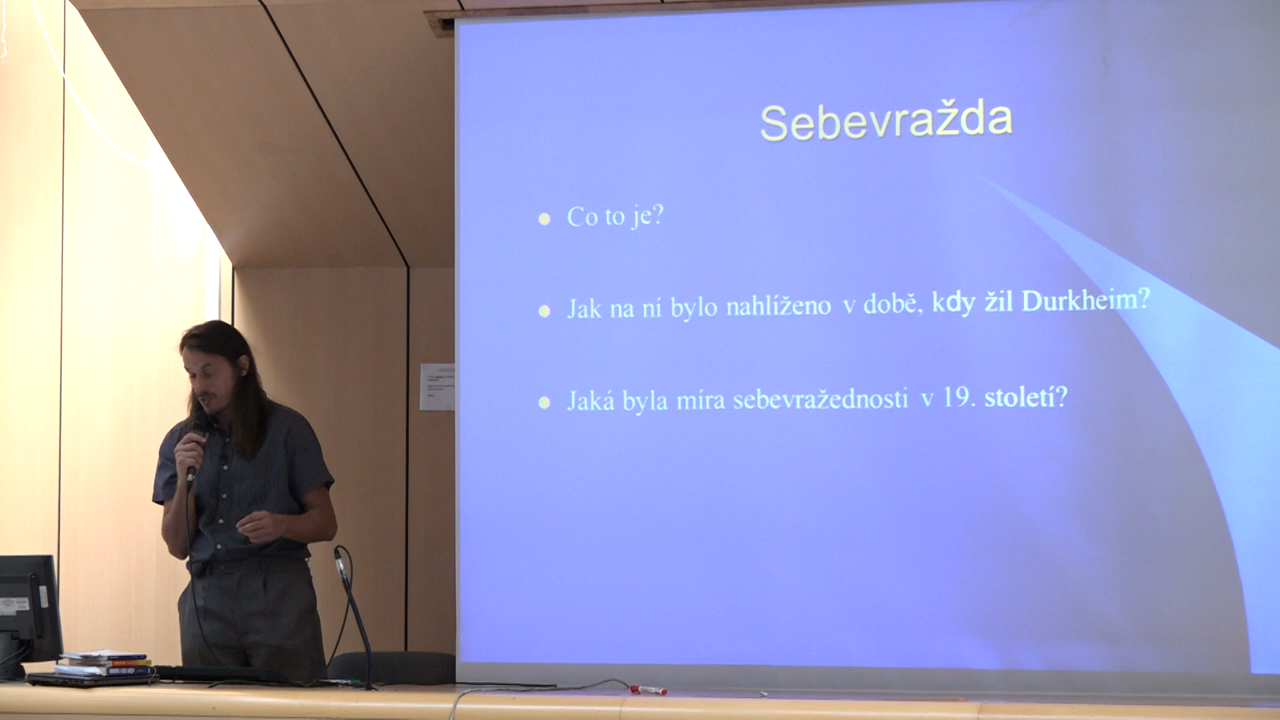 Sebevražda
Co to je?
Jak na ní bylo nahlíženo v době, kdy žil Durkheim?
Jaká byla míra sebevražednosti v 19. století?